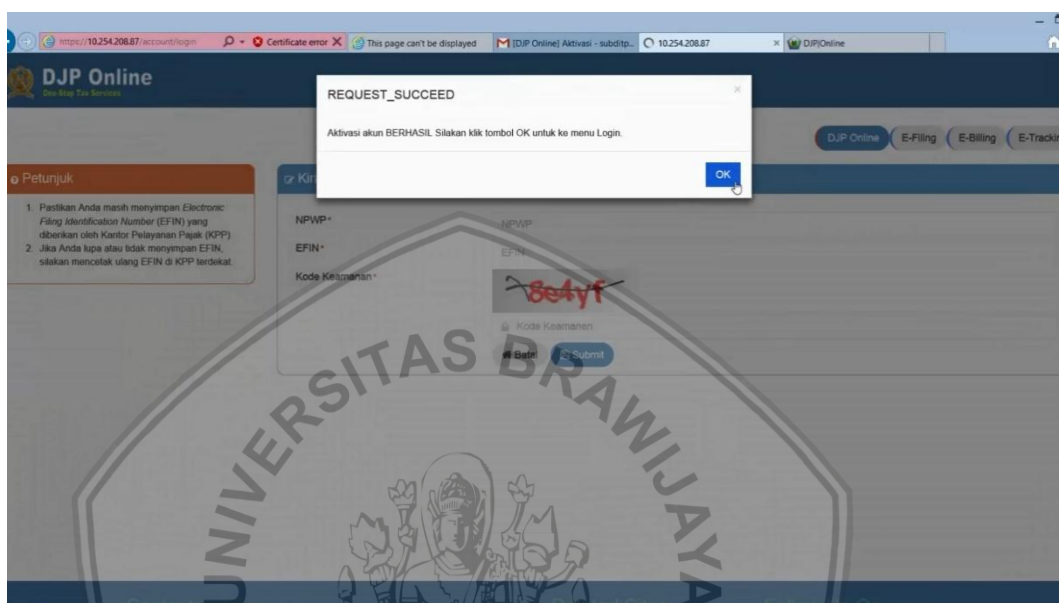 https://10.254.208.87/account/login
Certificate error
This page can't be displayed
[DJP Online] Aktivasi - subditp...
10.254.208.87
DJP|Online
DJP Online
One-Stop Tax Services
REQUEST_SUCCEED
Aktivasi akun BERHASIL Silakan klik tombol OK untuk ke menu Login.
OK
DJP Online
E-Filing
E-Billing
E-Trackin
Petunjuk
1. Pastikan Anda masih menyimpan Electronic
Filing Identification Number (EFIN) yang
diberikan oleh Kantor Pelayanan Pajak (KPP).
2. Jika Anda lupa atau tidak menyimpan EFIN,
silakan mencetak ulang EFIN di KPP terdekat.
NPWP*
NPWP
EFIN*
EFIN
Kode Keamanan*
8e4yf
Kode Keamanan
Batal
Submit
UNIVERSITAS BRAWIJAYA